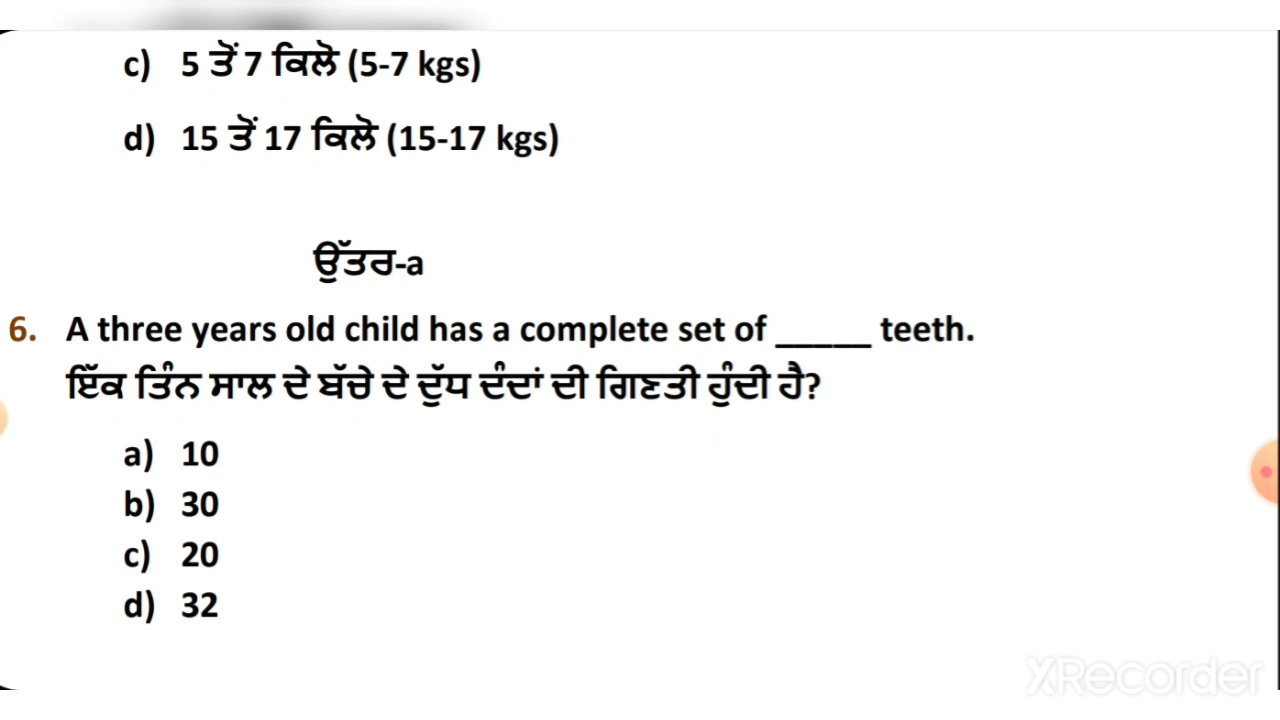 c) 5 ਤੋਂ 7 ਕਿਲੋ (5-7 kgs)
d) 15 ਤੋਂ 17 ਕਿਲੋ (15-17 kgs)
ਉੱਤਰ-a
6. A three years old child has a complete set of _____ teeth.
ਇੱਕ ਤਿੰਨ ਸਾਲ ਦੇ ਬੱਚੇ ਦੇ ਦੁੱਧ ਦੰਦਾਂ ਦੀ ਗਿਣਤੀ ਹੁੰਦੀ ਹੈ?
a) 10
b) 30
c) 20
d) 32
XRecorder